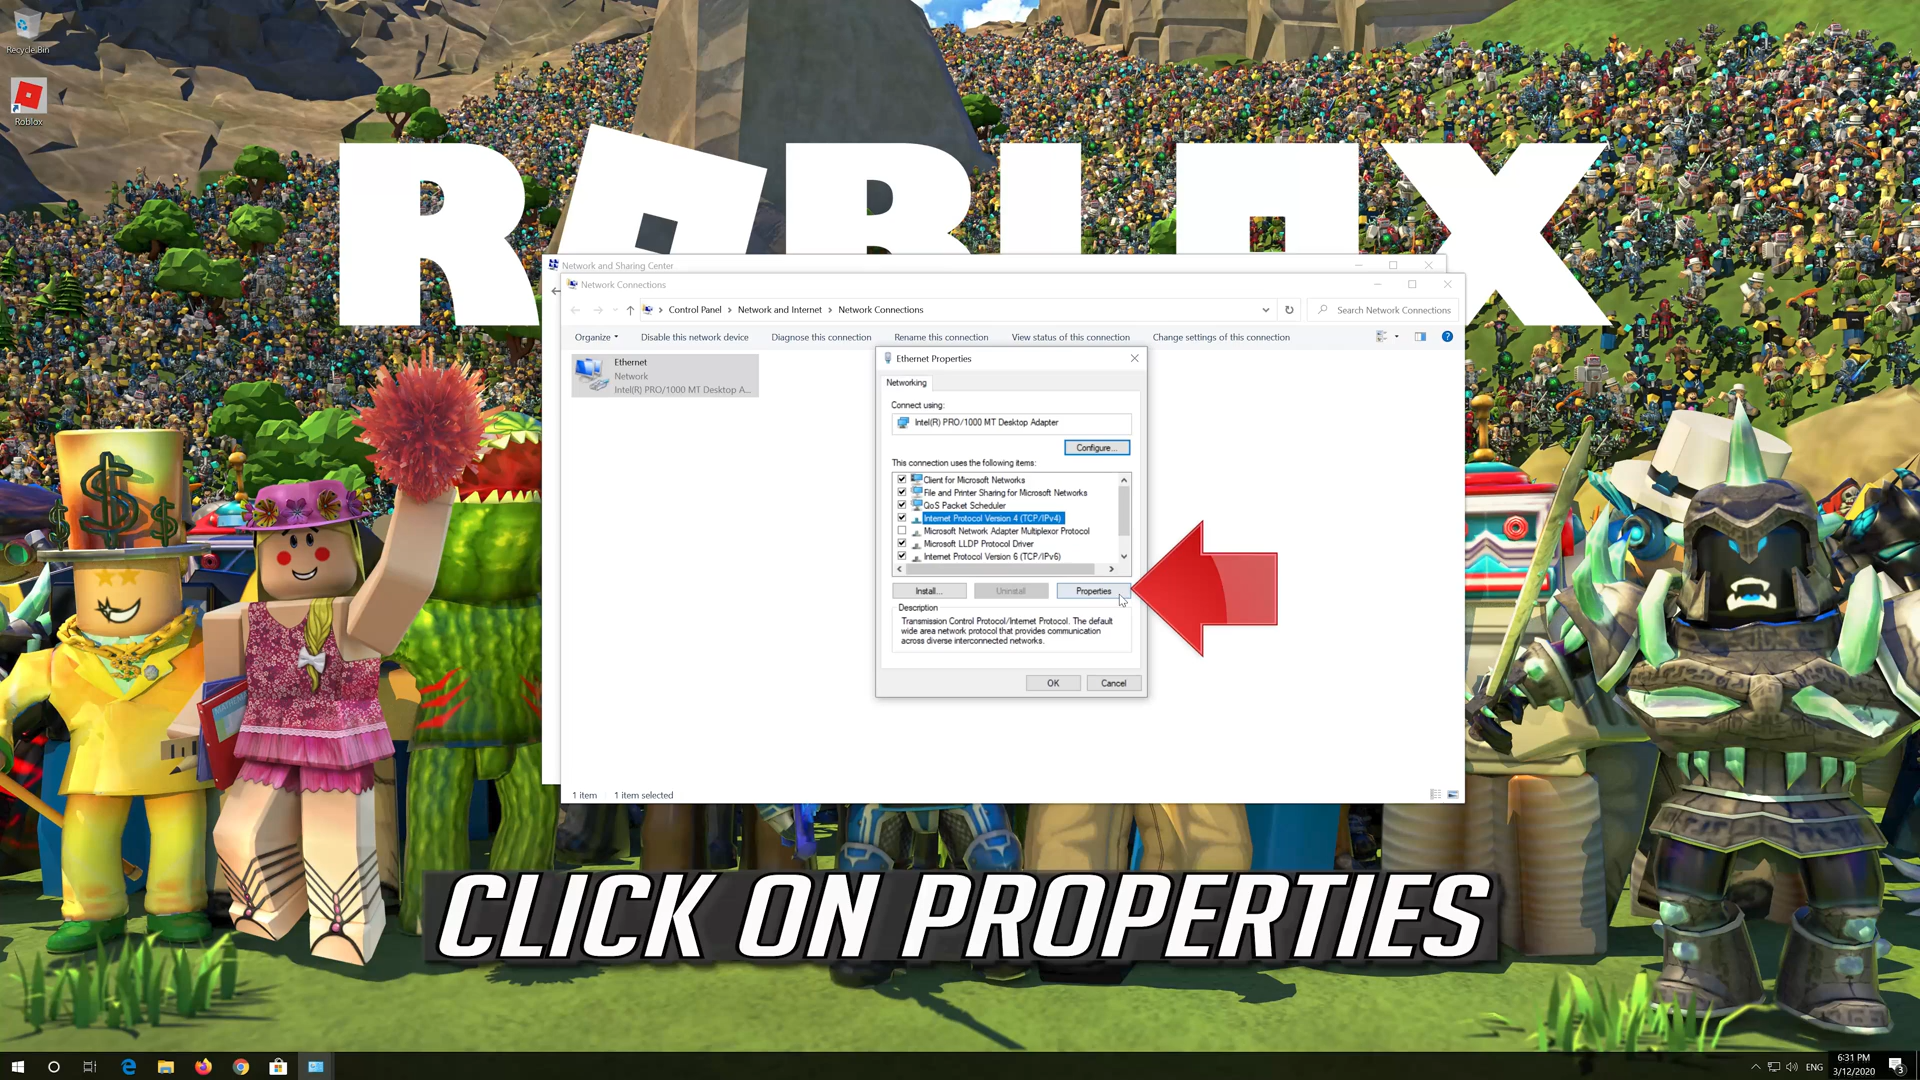 Recycle Bin
Roblox
ROBLOX
Network and Sharing Center
Network Connections
Control Panel > Network and Internet > Network Connections
Search Network Connections
Organize
Disable this network device
Diagnose this connection
Rename this connection
View status of this connection
Change settings of this connection
Ethernet
Network
Intel(R) PRO/1000 MT Desktop A...
Ethernet Properties
Networking
Connect using:
Intel(R) PRO/1000 MT Desktop Adapter
Configure...
This connection uses the following items:
Client for Microsoft Networks
File and Printer Sharing for Microsoft Networks
QoS Packet Scheduler
Internet Protocol Version 4 (TCP/IPv4)
Microsoft Network Adapter Multiplexor Protocol
Microsoft LLDP Protocol Driver
Internet Protocol Version 6 (TCP/IPv6)
Install...
Uninstall
Properties
Description
Transmission Control Protocol/Internet Protocol. The default
wide area network protocol that provides communication
across diverse interconnected networks.
OK
Cancel
1 item
1 item selected
CLICK ON PROPERTIES
ENG
6:31 PM
3/12/2020
3